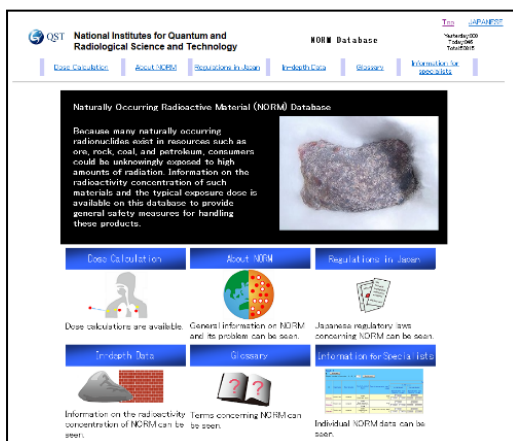 Top JAPANESE
QST National Institutes for Quantum and
Radiological Science and Technology
NORM Database
Dose Calculation About NORM Regulations in Japan In-depth Data Glossary Information for
specialists
Naturally Occurring Radioactive Material (NORM) Database
Because many naturally occurring
radionuclides exist in resources such as
ore, rock, coal, and petroleum, consumers
could be unknowingly exposed to high
amounts of radiation. Information on the
radioactivity concentration of such
materials and the typical exposure dose is
available on this database to provide
general safety measures for handling
these products.
Dose Calculation About NORM Regulations in Japan
Dose calculations are available. General information on NORM
and its problem can be seen. Japanese regulatory laws
concerning NORM can be seen.
In-depth Data Glossary Information for Specialists
? ?
Information on the radioactivity
concentration of NORM can be
seen.
Terms concerning NORM can
be seen.
Individual NORM data can be
seen.